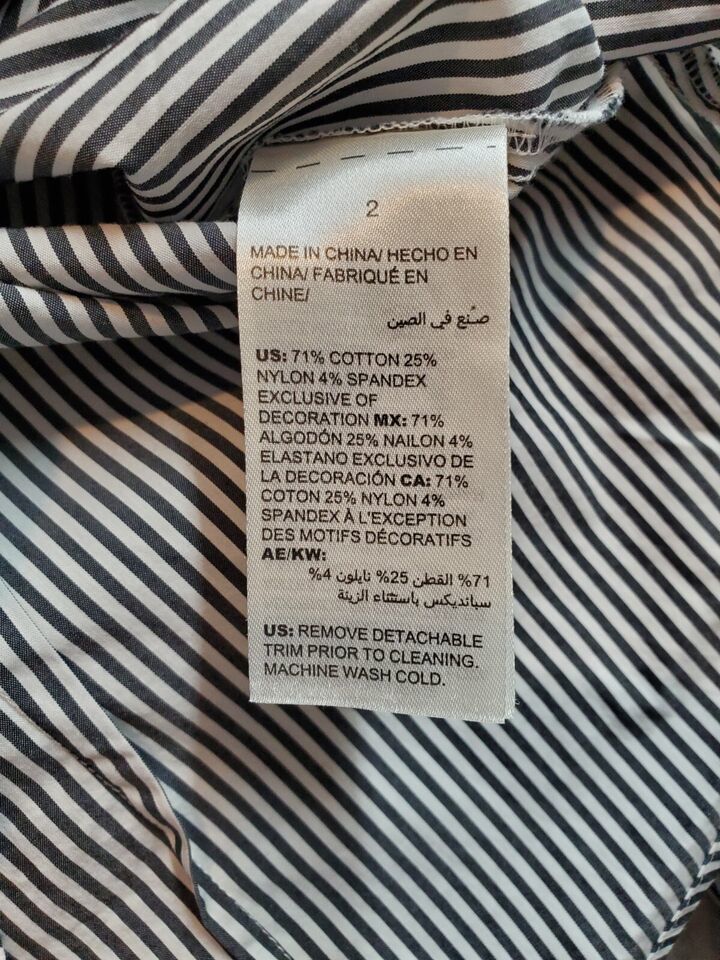 2
MADE IN CHINA/ HECHO EN
CHINA/ FABRIQUÉ EN
CHINE/
صُنع في الصين
US: 71% COTTON 25%
NYLON 4% SPANDEX
EXCLUSIVE OF
DECORATION MX: 71%
ALGODÓN 25% NAILON 4%
ELASTANO EXCLUSIVO DE
LA DECORACIÓN CA: 71%
COTON 25% NYLON 4%
SPANDEX À L'EXCEPTION
DES MOTIFS DÉCORATIFS
AE/KW:
71% القطن 25% نايلون 4%
سبانديكس باستثناء الزينة
US: REMOVE DETACHABLE
TRIM PRIOR TO CLEANING.
MACHINE WASH COLD.